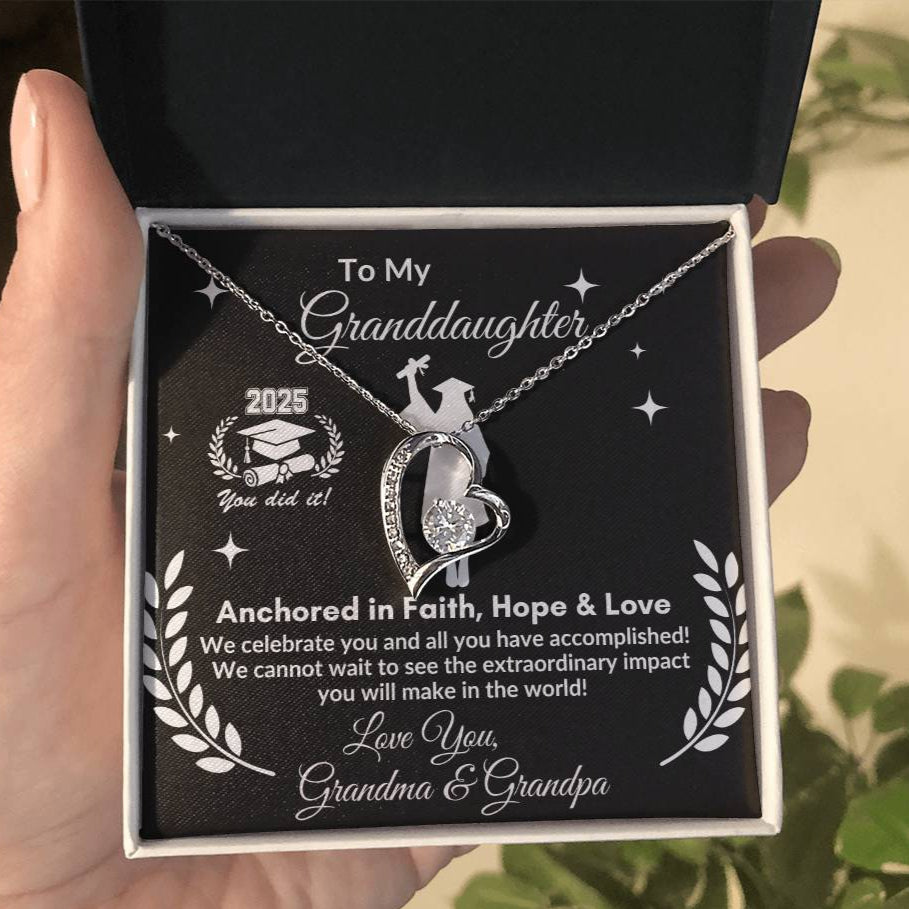 To My
Granddaughter
2025
You did it!
Anchored in Faith, Hope & Love
We celebrate you and all you have accomplished!
We cannot wait to see the extraordinary impact
you will make in the world!
Love You,
Grandma & Grandpa